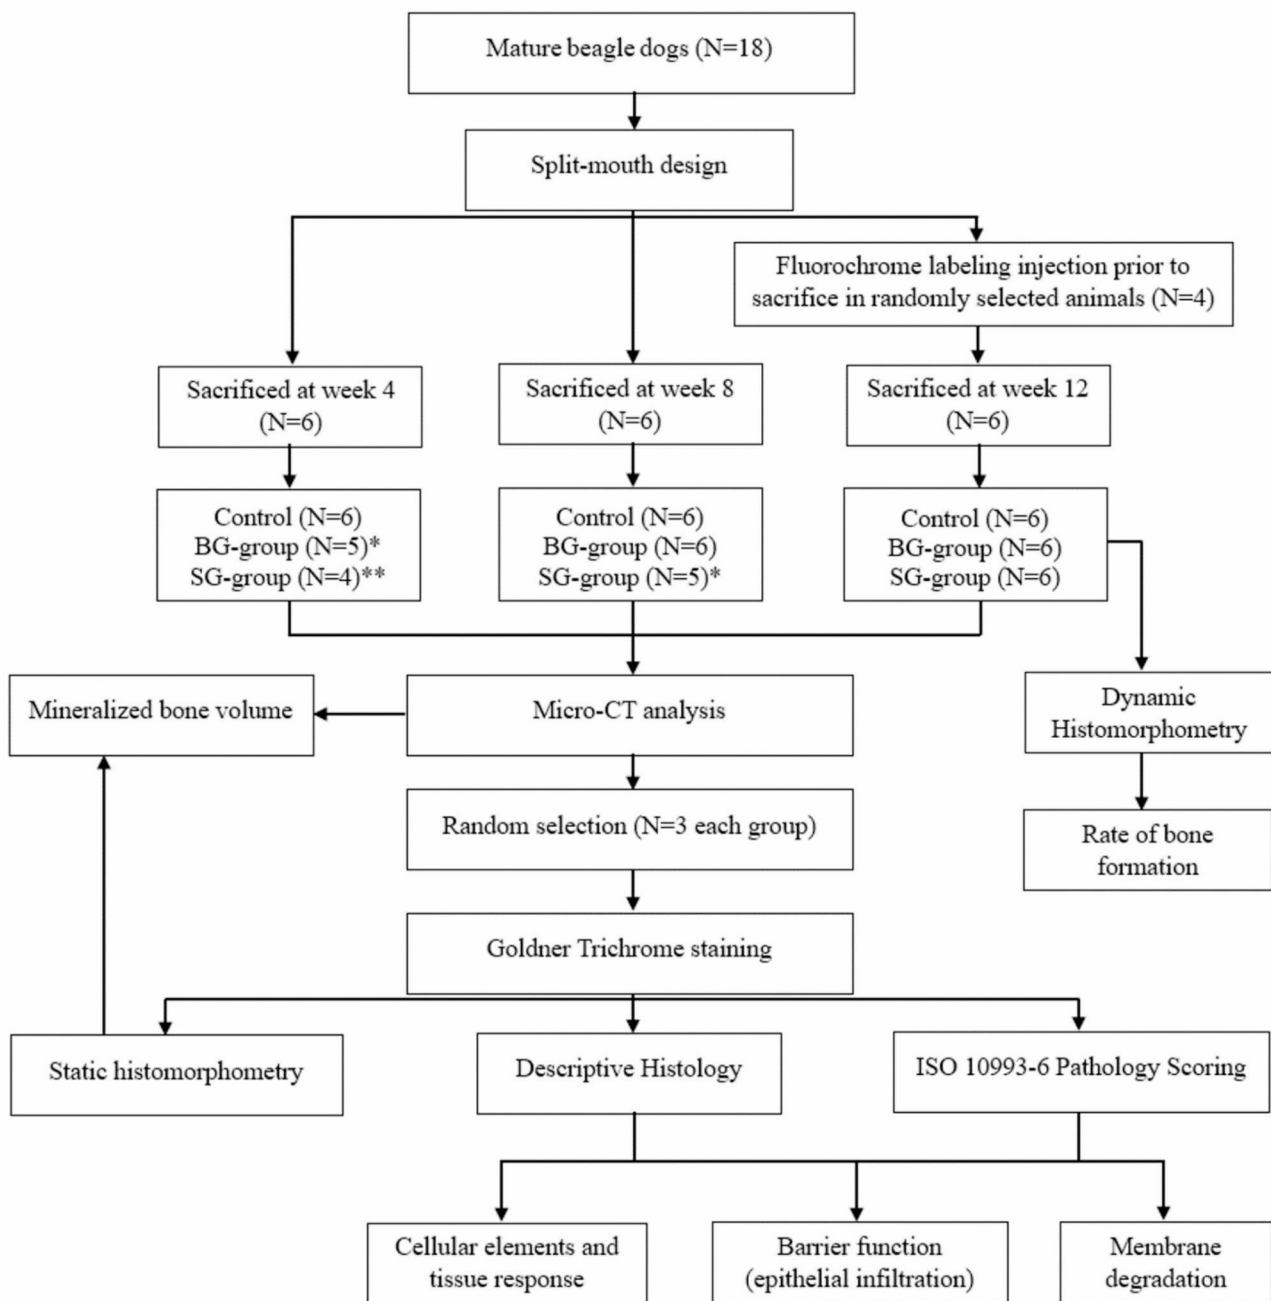 Mature beagle dogs (N=18)
Split-mouth design
Fluorochrome labeling injection prior to
sacrifice in randomly selected animals (N=4)
Sacrificed at week 4
(N=6)
Sacrificed at week 8
(N=6)
Sacrificed at week 12
(N=6)
Control (N=6)
BG-group (N=5)*
SG-group (N=4)**
Control (N=6)
BG-group (N=6)
SG-group (N=5)*
Control (N=6)
BG-group (N=6)
SG-group (N=6)
Mineralized bone volume
Micro-CT analysis
Dynamic
Histomorphometry
Random selection (N=3 each group)
Rate of bone
formation
Goldner Trichrome staining
Static histomorphometry
Descriptive Histology
ISO 10993-6 Pathology Scoring
Cellular elements and
tissue response
Barrier function
(epithelial infiltration)
Membrane
degradation